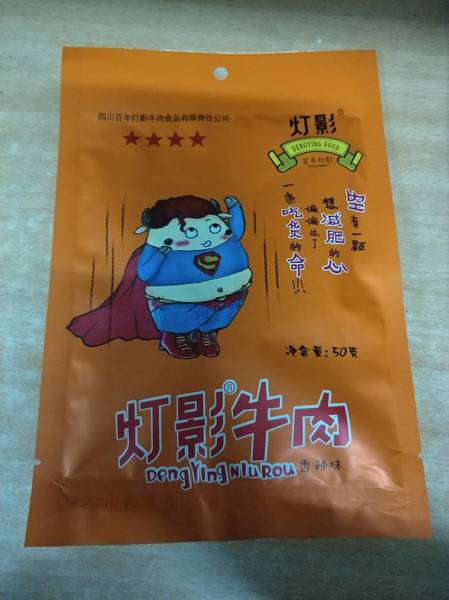 四川百年灯影牛肉食品有限责任公司
灯影®
DENGYING FOOD
百年灯影
空有一颗
想减肥的心
偏偏生了
一条吃货的命!!!
净含量:50克
灯影®牛肉
DengYingNiuRou
香辣味